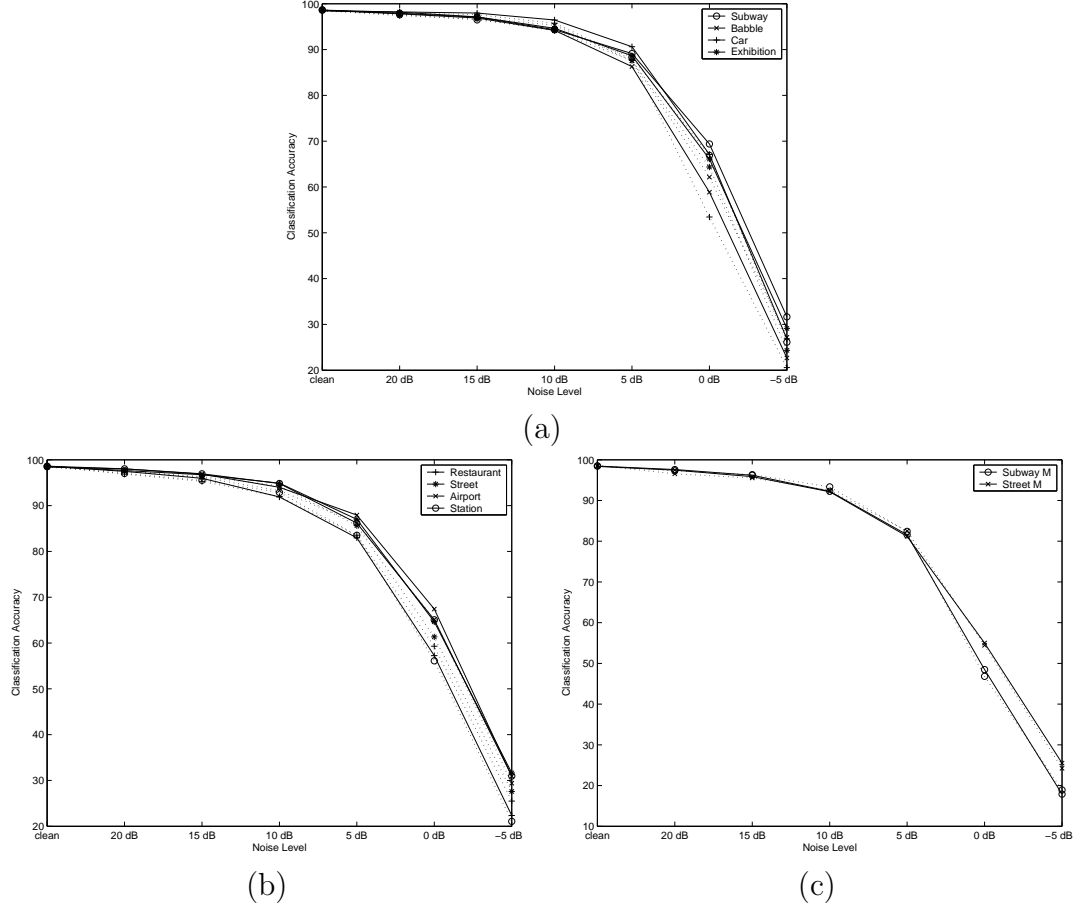 100
90
80
70
60
50
40
30
20
Classification Accuracy
clean 20 dB 15 dB 10 dB 5 dB 0 dB −5 dB
Noise Level
Subway
Babble
Car
Exhibition
(a)
100
90
80
70
60
50
40
30
20
Classification Accuracy
clean 20 dB 15 dB 10 dB 5 dB 0 dB −5 dB
Noise Level
Restaurant
Street
Airport
Station
(b)
100
90
80
70
60
50
40
30
20
10
Classification Accuracy
clean 20 dB 15 dB 10 dB 5 dB 0 dB −5 dB
Noise Level
Subway M
Street M
(c)